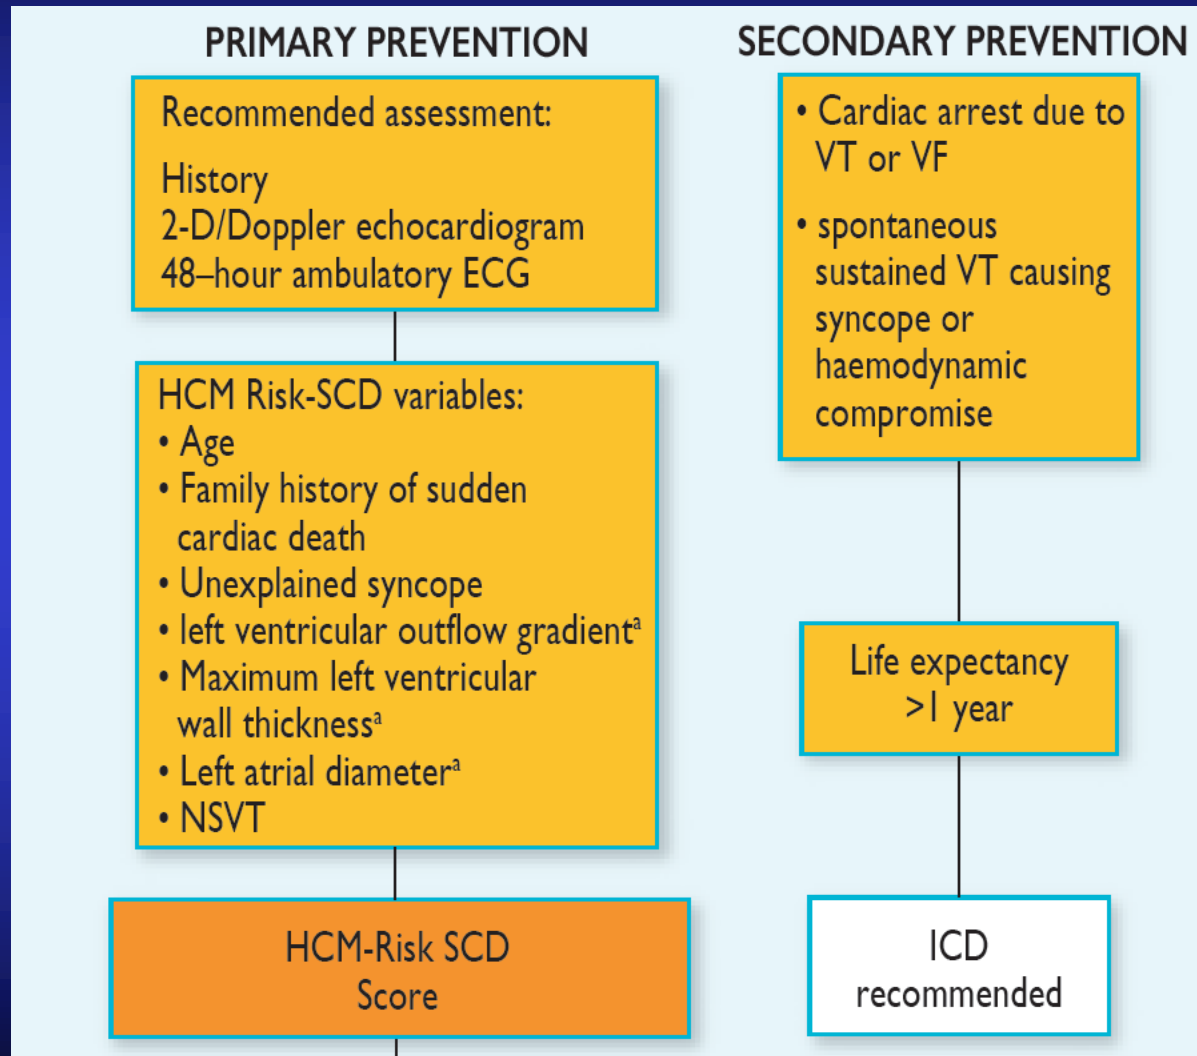 PRIMARY PREVENTION
Recommended assessment:
History
2-D/Doppler echocardiogram
48–hour ambulatory ECG
HCM Risk-SCD variables:
• Age
• Family history of sudden
cardiac death
• Unexplained syncope
• left ventricular outflow gradientᵃ
• Maximum left ventricular
wall thicknessᵃ
• Left atrial diameterᵃ
• NSVT
HCM-Risk SCD
Score
SECONDARY PREVENTION
• Cardiac arrest due to
VT or VF
• spontaneous
sustained VT causing
syncope or
haemodynamic
compromise
Life expectancy
>1 year
ICD
recommended